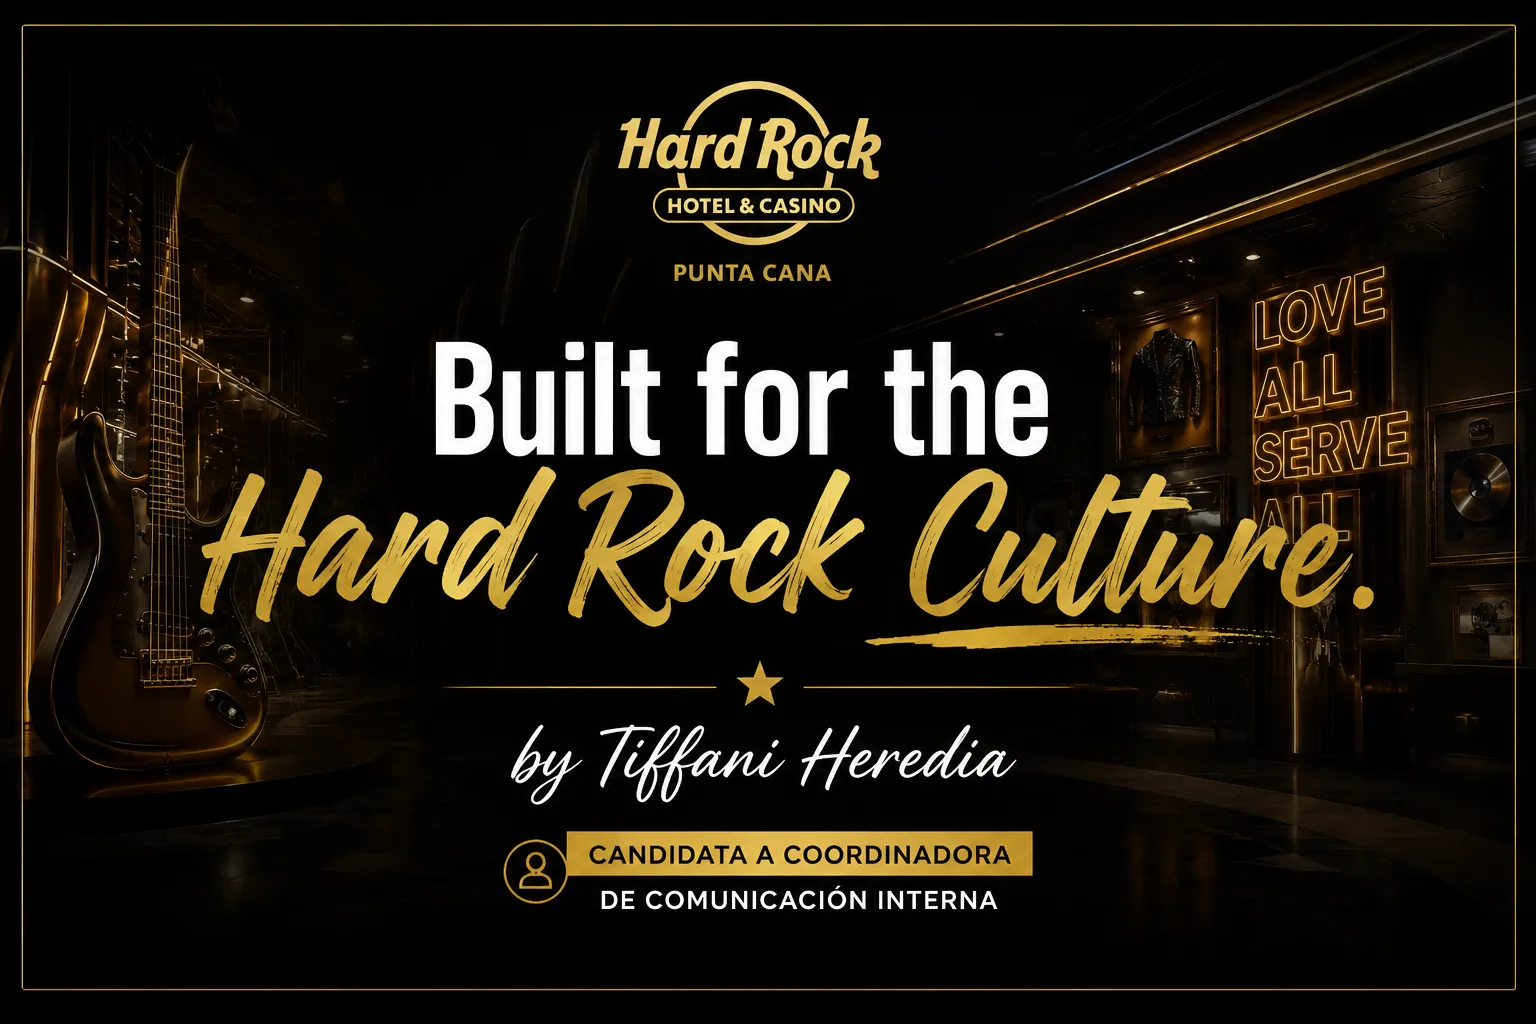 Hard Rock
HOTEL & CASINO
PUNTA CANA
Built for the
Hard Rock Culture.
by Tiffani Heredia
CANDIDATA A COORDINADORA
DE COMUNICACIÓN INTERNA
LOVE
ALL
SERVE
ALL